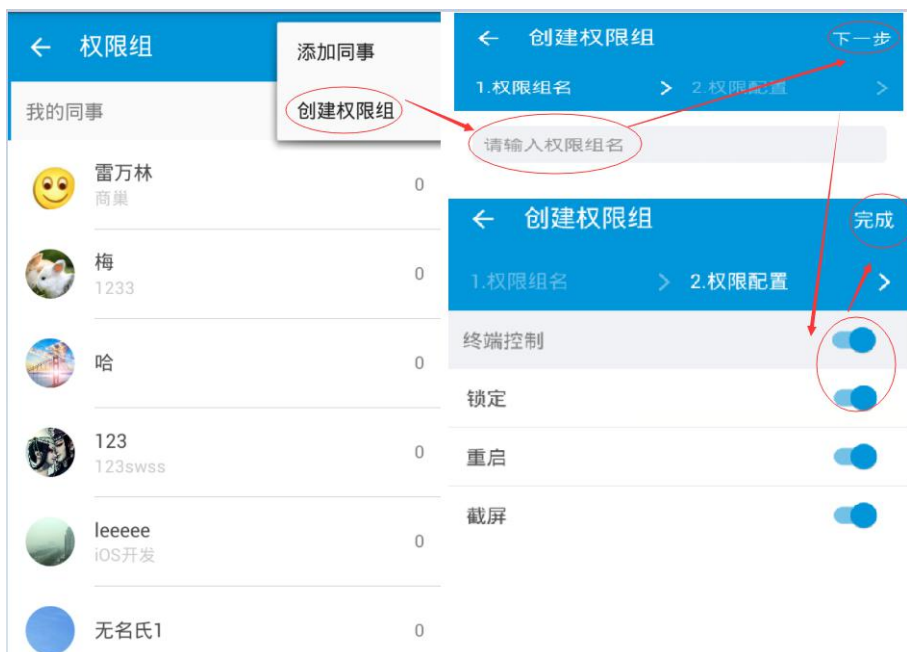 权限组
添加同事
创建权限组
我的同事
雷万林
商巢
0
梅
1233
0
哈
0
123
123swss
0
leeeee
iOS开发
0
无名氏1
0
创建权限组
下一步
1.权限组名 > 2.权限配置 >
请输入权限组名
创建权限组
完成
1.权限组名 > 2.权限配置 >
终端控制
锁定
重启
截屏